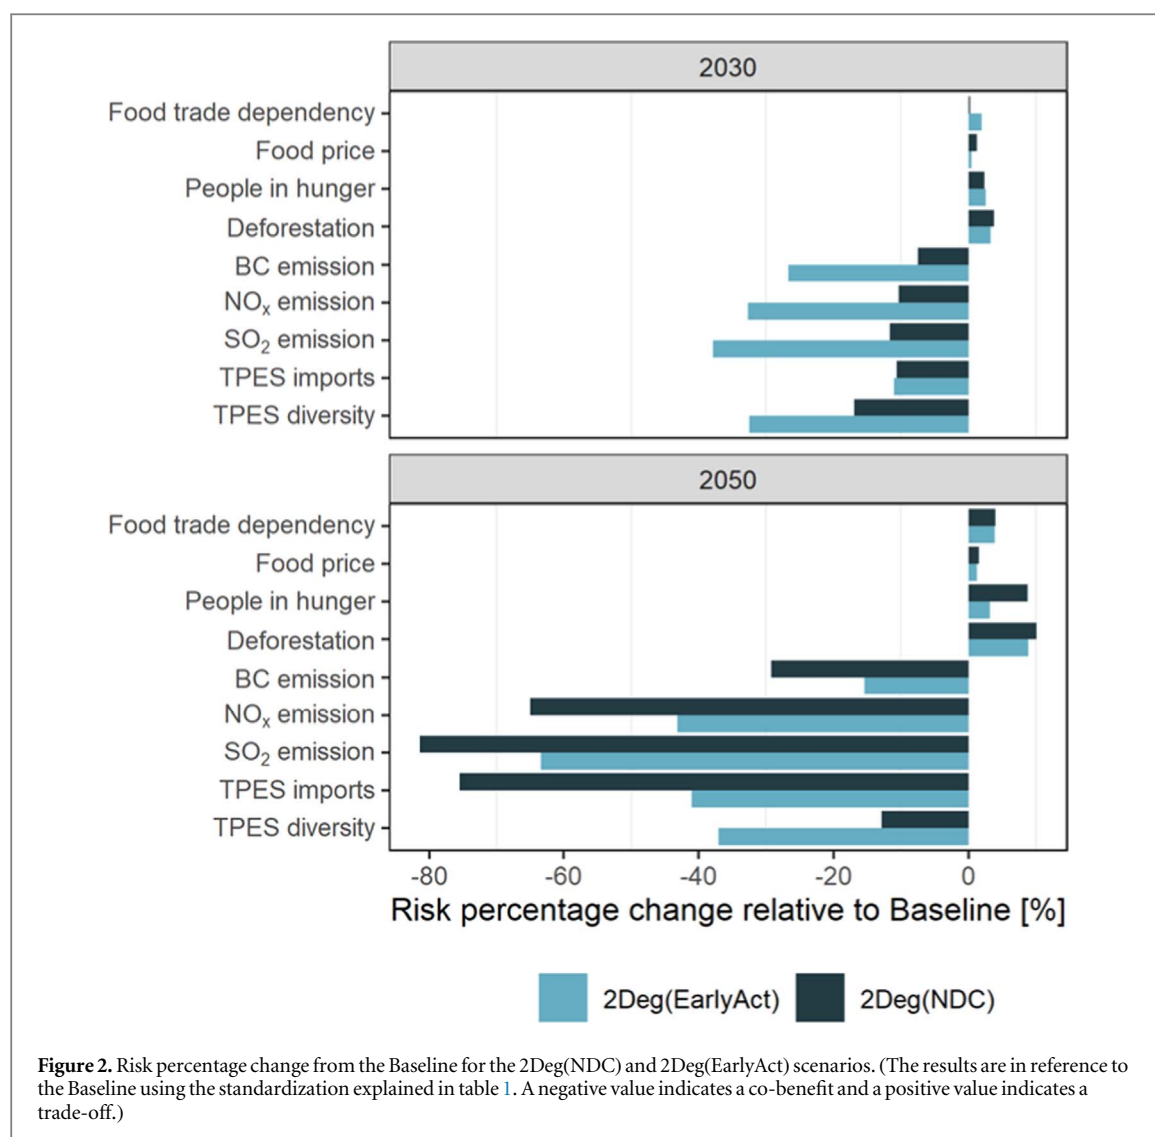 2030
Food trade dependency
Food price
People in hunger
Deforestation
BC emission
NOx emission
SO2 emission
TPES imports
TPES diversity
2050
Food trade dependency
Food price
People in hunger
Deforestation
BC emission
NOx emission
SO2 emission
TPES imports
TPES diversity
-80 -60 -40 -20 0
Risk percentage change relative to Baseline [%]
2Deg(EarlyAct) 2Deg(NDC)
Figure 2. Risk percentage change from the Baseline for the 2Deg(NDC) and 2Deg(EarlyAct) scenarios. (The results are in reference to
the Baseline using the standardization explained in table 1. A negative value indicates a co-benefit and a positive value indicates a
trade-off.)